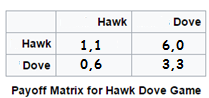 Hawk Dove
Hawk 1,1 6,0
Dove 0,6 3,3
Payoff Matrix for Hawk Dove Game